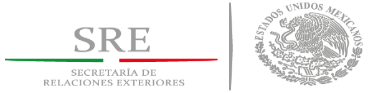 SRE
SECRETARÍA DE
RELACIONES EXTERIORES
ESTADOS UNIDOS MEXICANOS